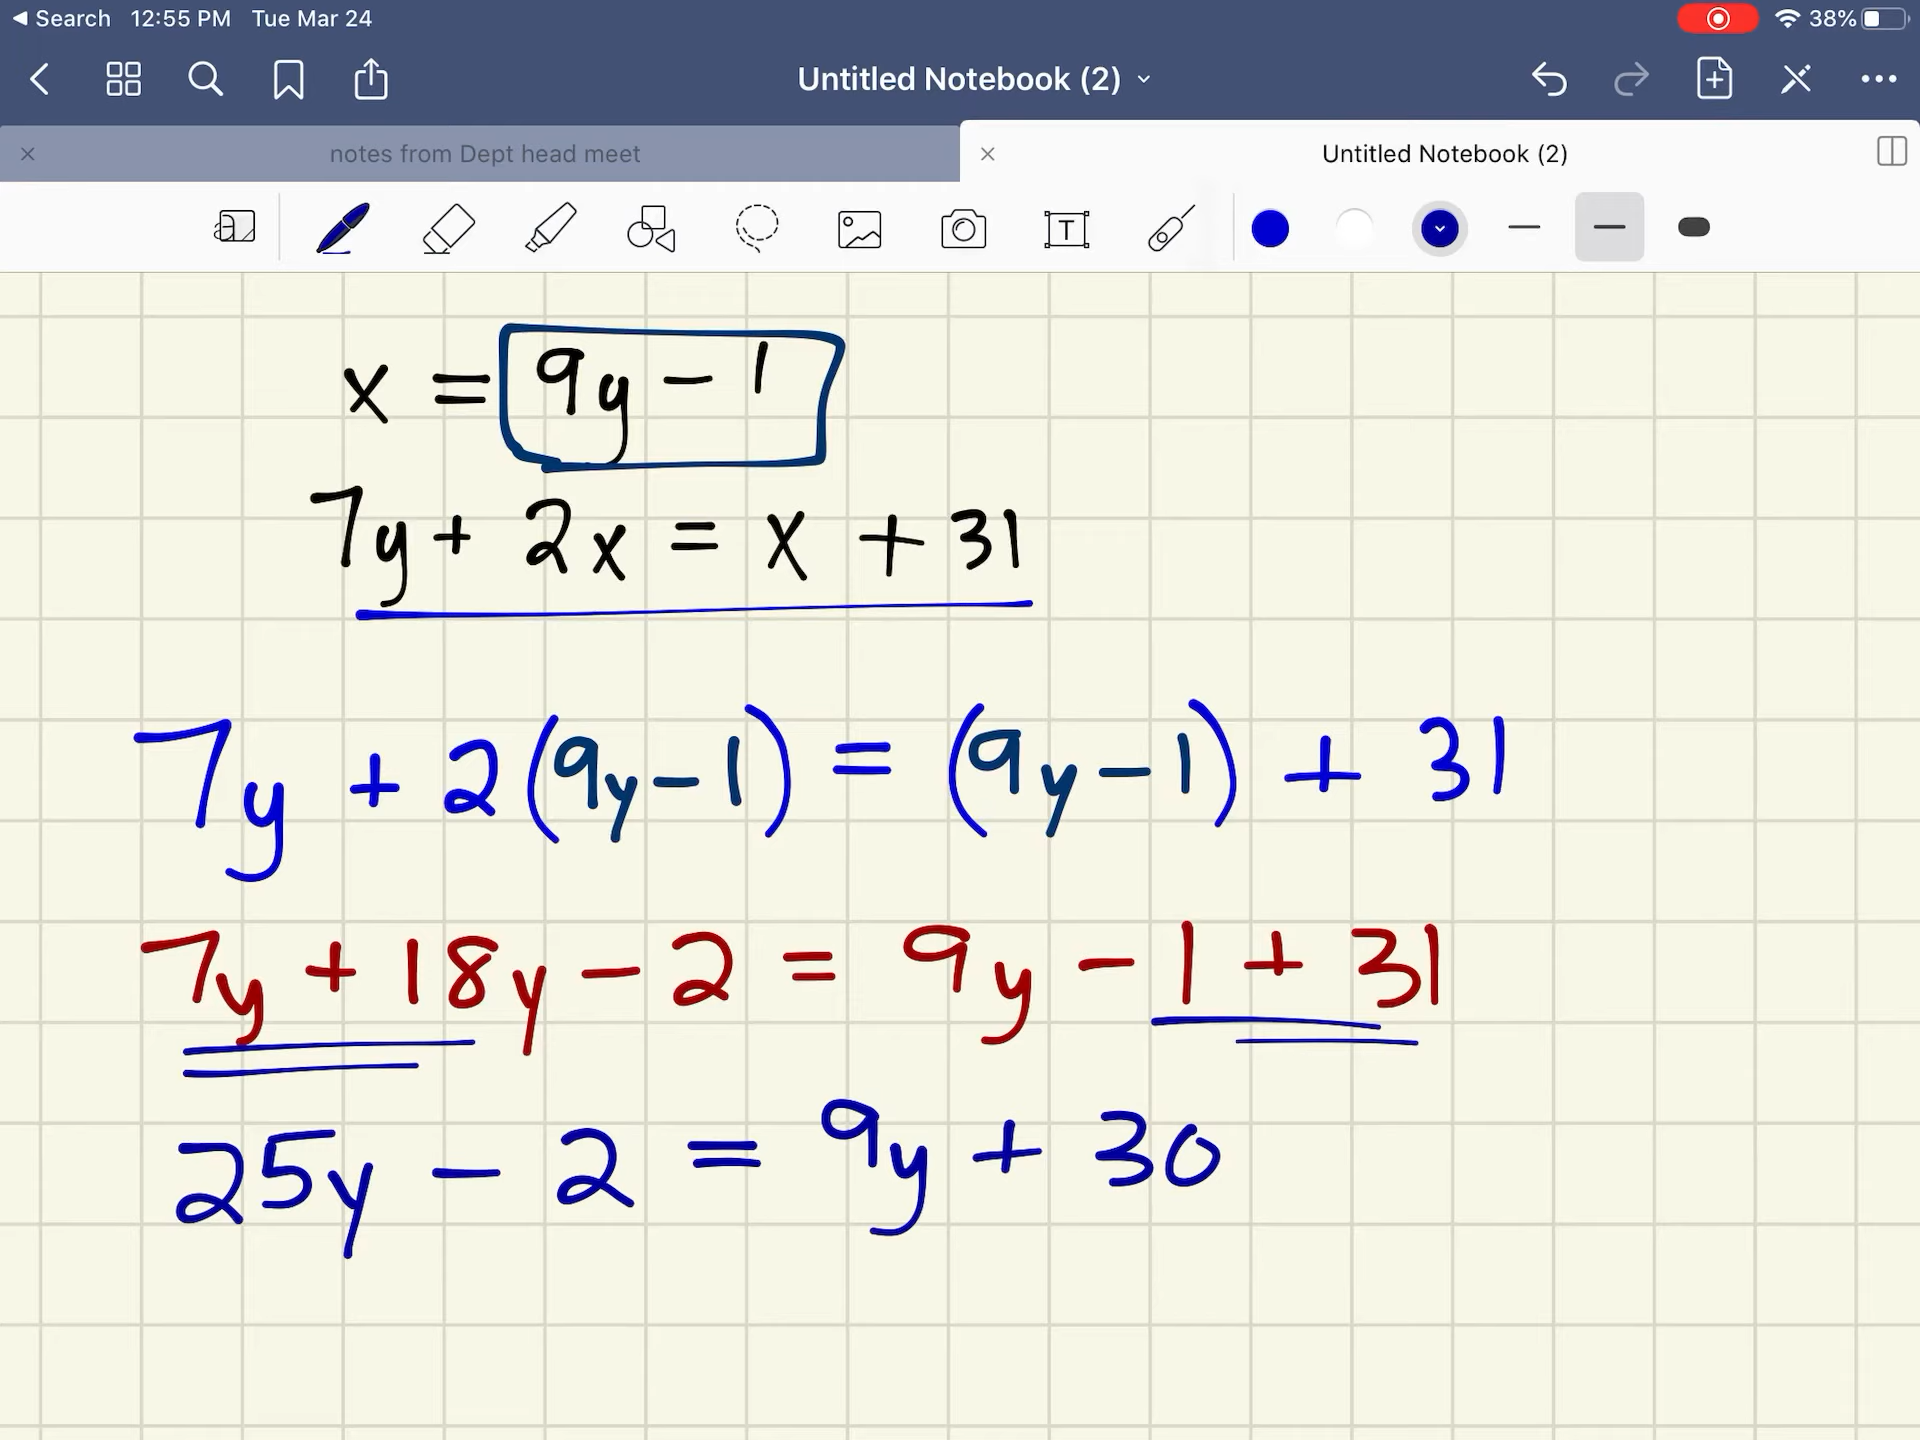 Search 12:55 PM Tue Mar 24 38%
Untitled Notebook (2)
notes from Dept head meet
Untitled Notebook (2)
T
x = 9y - 1
7y + 2x = x + 31
7y + 2(9y - 1) = (9y - 1) + 31
7y + 18y - 2 = 9y - 1 + 31
25y - 2 = 9y + 30